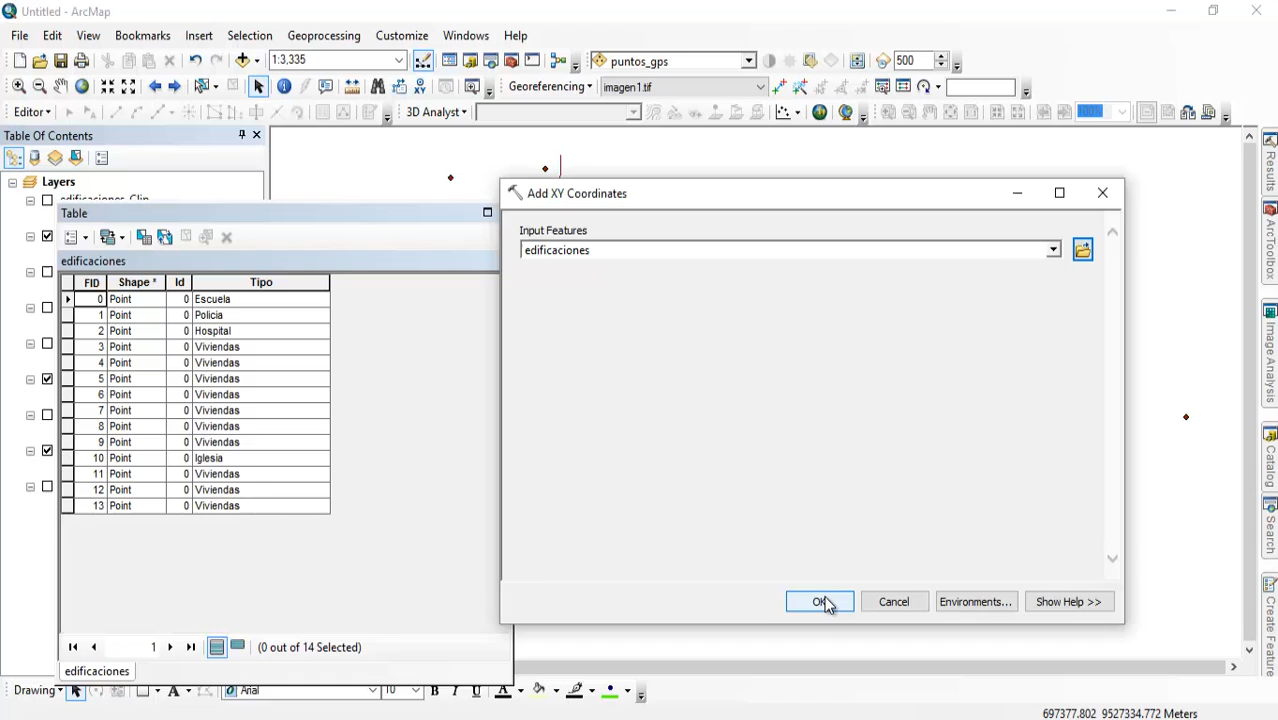 Untitled - ArcMap
File Edit View Bookmarks Insert Selection Geoprocessing Customize Windows Help
1:3,335 puntos_gps 500
Georeferencing imagen1.tif
Editor 3D Analyst 100%
Table Of Contents
Layers
edificaciones_Clip
Table
edificaciones
FID Shape * Id Tipo
0 Point 0 Escuela
1 Point 0 Policia
2 Point 0 Hospital
3 Point 0 Viviendas
4 Point 0 Viviendas
5 Point 0 Viviendas
6 Point 0 Viviendas
7 Point 0 Viviendas
8 Point 0 Viviendas
9 Point 0 Viviendas
10 Point 0 Iglesia
11 Point 0 Viviendas
12 Point 0 Viviendas
13 Point 0 Viviendas
1 (0 out of 14 Selected)
edificaciones
Add XY Coordinates
Input Features
edificaciones
OK Cancel Environments... Show Help >>
Results
ArcToolbox
Image Analysis
Catalog
Search
Create Feature
Drawing A Arial 10 B I U A
697377.802 9527334.772 Meters